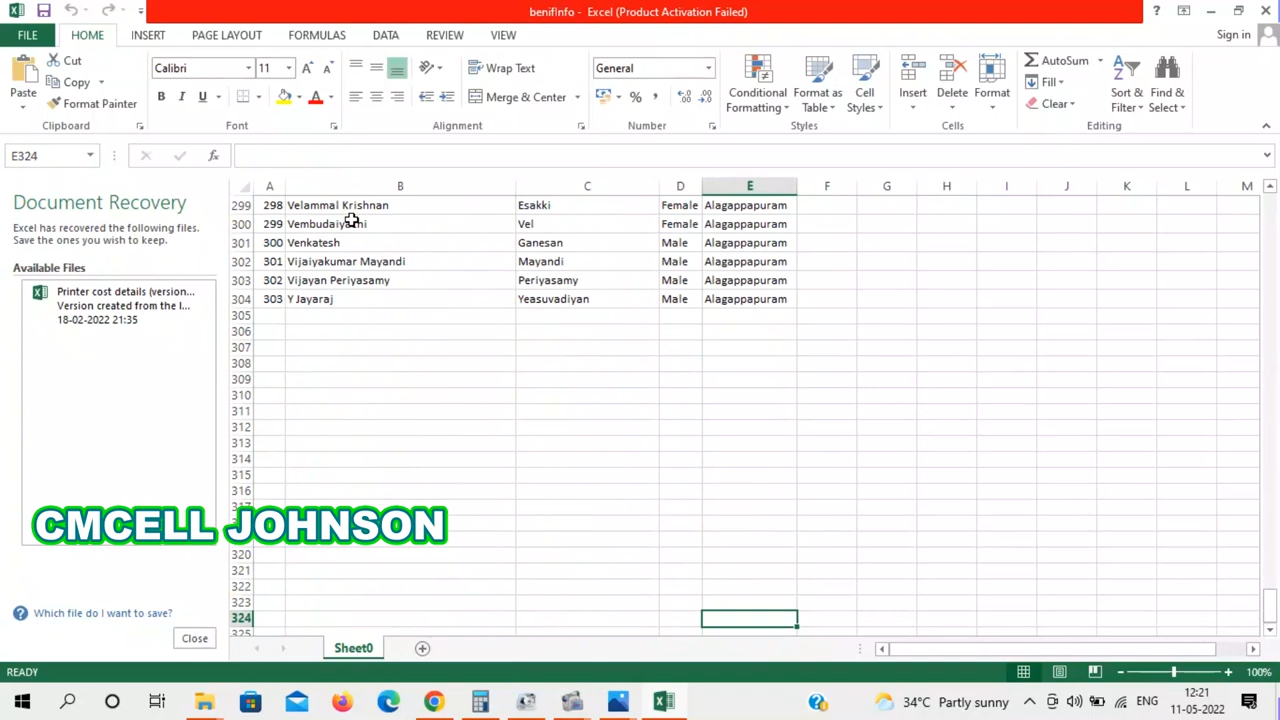 benifInfo - Excel (Product Activation Failed)
? 
FILE HOME INSERT PAGE LAYOUT FORMULAS DATA REVIEW VIEW Sign in
Cut
Copy
Format Painter
Paste
Clipboard
Calibri 11
B I U
Font
Wrap Text
Merge & Center
Alignment
General
% ,
Number
Conditional Formatting
Format as Table
Cell Styles
Styles
Insert Delete Format
Cells
AutoSum
Fill
Clear
Sort & Filter
Find & Select
Editing
E324
fx
Document Recovery
Excel has recovered the following files.
Save the ones you wish to keep.
Available Files
Printer cost details (version...
Version created from the l...
18-02-2022 21:35
Which file do I want to save?
Close
A B C D E F G H I J K L M
299 298 Velammal Krishnan Esakki Female Alagappapuram
300 299 Vel Female Alagappapuram
301 300 Venkatesh Ganesan Male Alagappapuram
302 301 Vijaiyakumar Mayandi Mayandi Male Alagappapuram
303 302 Vijayan Periyasamy Periyasamy Male Alagappapuram
304 303 Y Jayaraj Yeasuvadiyan Male Alagappapuram
305
306
307
308
309
310
311
312
313
314
315
316
CMCELL JOHNSON
320
321
322
323
324
325
Sheet0
READY 100%
34°C Partly sunny ENG 12:21
11-05-2022